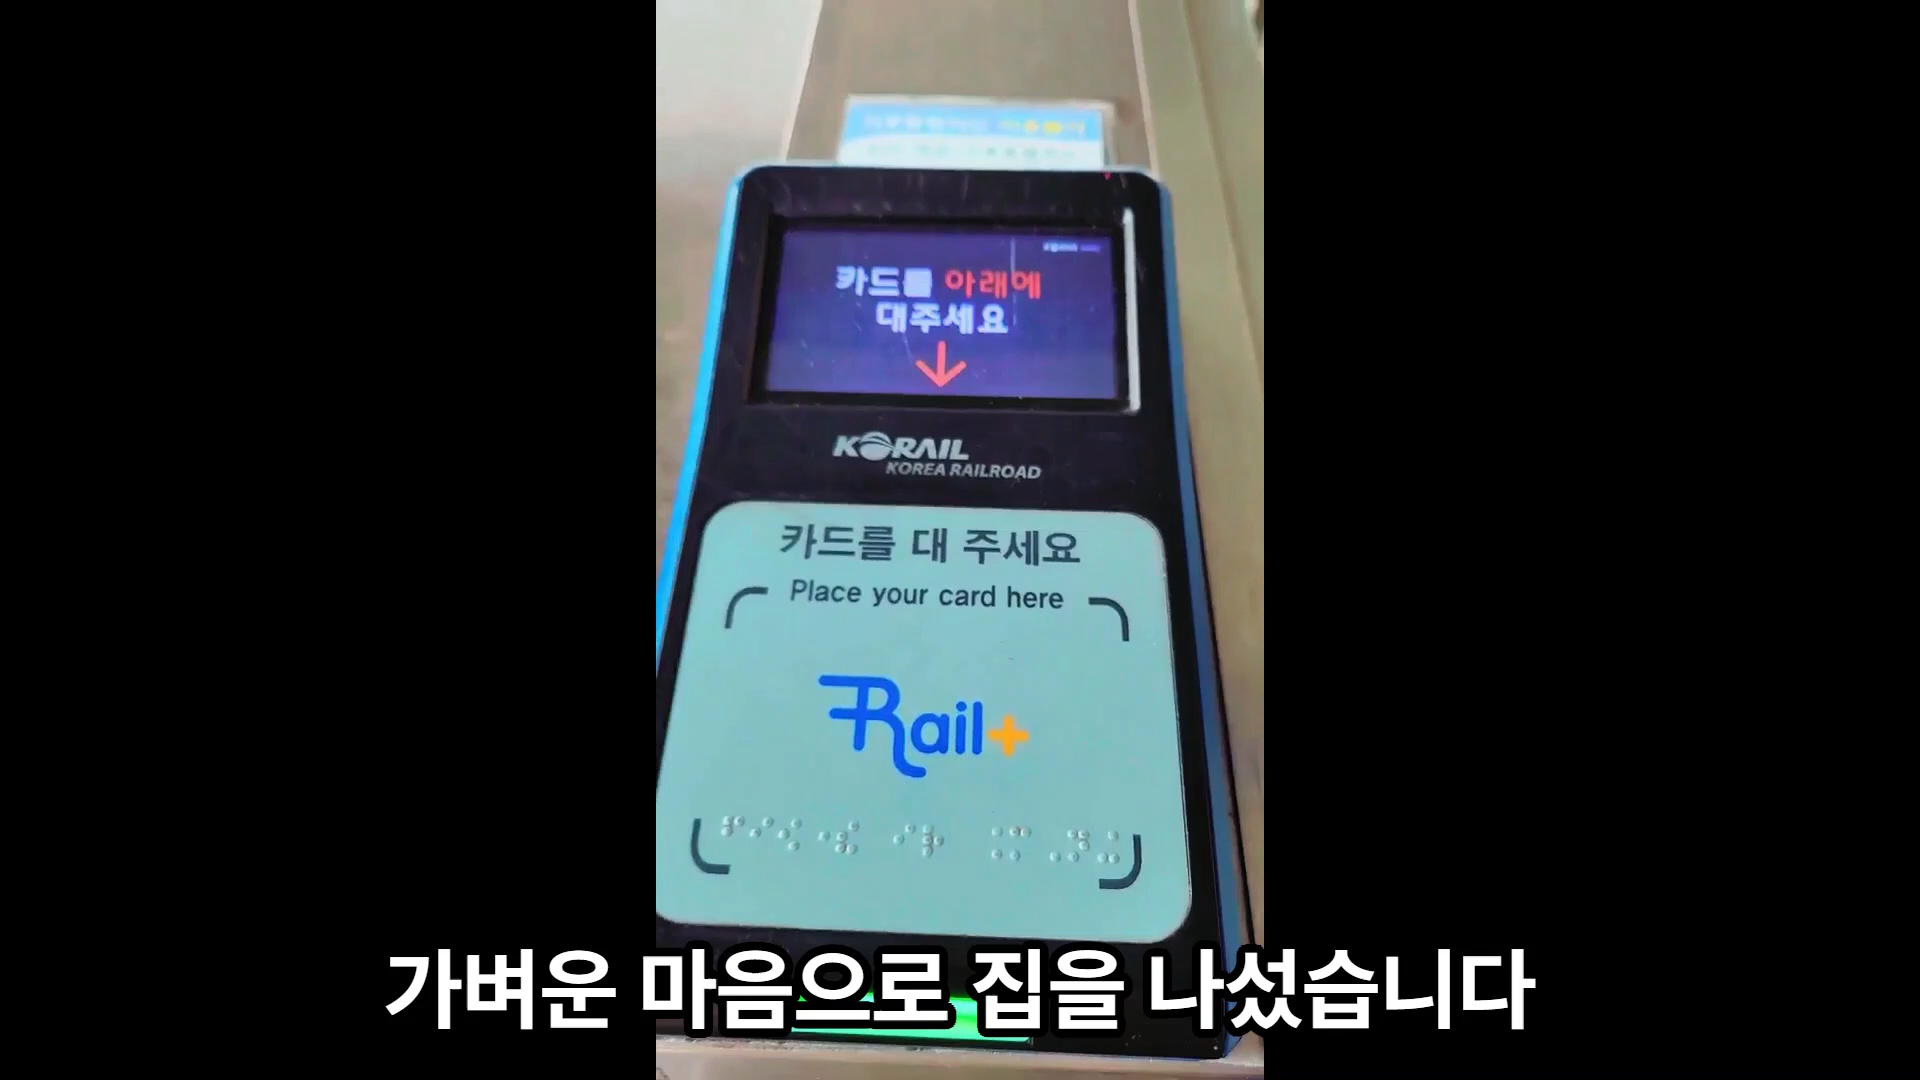 카드를 아래에
대주세요
KORAIL
KOREA RAILROAD
카드를 대 주세요
Place your card here
Rail+
가벼운 마음으로 집을 나섰습니다